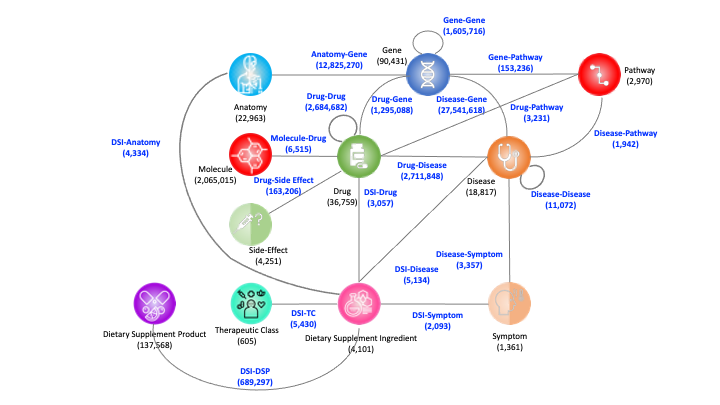 Gene-Gene
(1,605,716)
Gene
(90,431)
Anatomy-Gene
(12,825,270)
Gene-Pathway
(153,236)
Pathway
(2,970)
Anatomy
(22,963)
Drug-Drug
(2,684,682)
Drug-Gene
(1,295,088)
Disease-Gene
(27,541,618)
Drug-Pathway
(3,231)
Disease-Pathway
(1,942)
DSI-Anatomy
(4,334)
Molecule-Drug
(6,515)
Molecule
(2,065,015)
Drug-Side Effect
(163,206)
Drug
(36,759)
DSI-Drug
(3,057)
Drug-Disease
(2,711,848)
Disease
(18,817)
Disease-Disease
(11,072)
Side-Effect
(4,251)
DSI-Disease
(5,134)
Disease-Symptom
(3,357)
Dietary Supplement Product
(137,568)
Therapeutic Class
(605)
DSI-TC
(5,430)
Dietary Supplement Ingredient
(4,101)
DSI-Symptom
(2,093)
Symptom
(1,361)
DSI-DSP
(689,297)